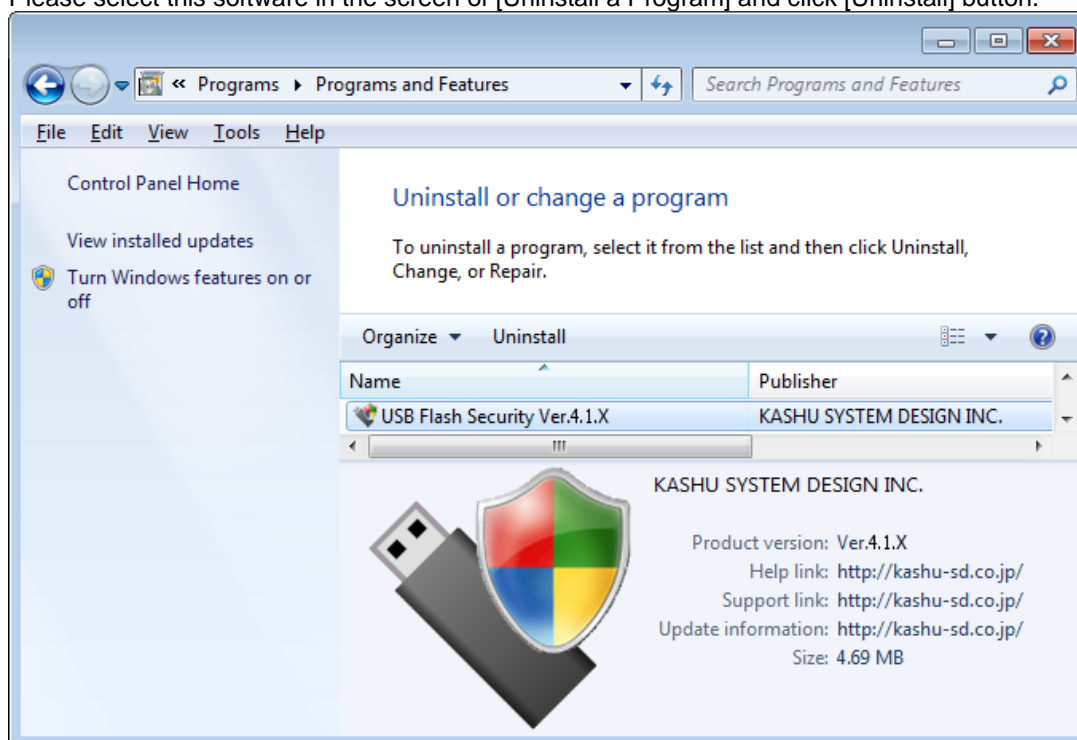 Please select this software in the screen of [Uninstall a Program] and click [Uninstall] button.
« Programs ▸ Programs and Features
Search Programs and Features
File Edit View Tools Help
Control Panel Home
View installed updates
Turn Windows features on or
off
Uninstall or change a program
To uninstall a program, select it from the list and then click Uninstall,
Change, or Repair.
Organize Uninstall
Name Publisher
USB Flash Security Ver.4.1.X KASHU SYSTEM DESIGN INC.
KASHU SYSTEM DESIGN INC.
Product version: Ver.4.1.X
Help link: http://kashu-sd.co.jp/
Support link: http://kashu-sd.co.jp/
Update information: http://kashu-sd.co.jp/
Size: 4.69 MB